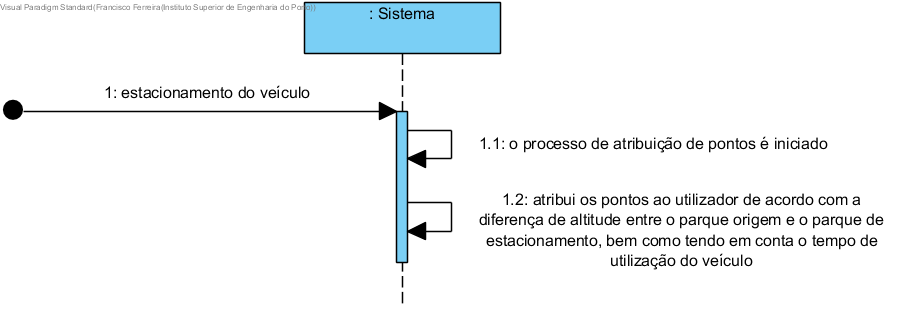 Visual Paradigm Standard(Francisco Ferreira(Instituto Superior de Engenharia do Porto))
: Sistema
1: estacionamento do veículo
1.1: o processo de atribuição de pontos é iniciado
1.2: atribui os pontos ao utilizador de acordo com a
diferença de altitude entre o parque origem e o parque de
estacionamento, bem como tendo em conta o tempo de
utilização do veículo